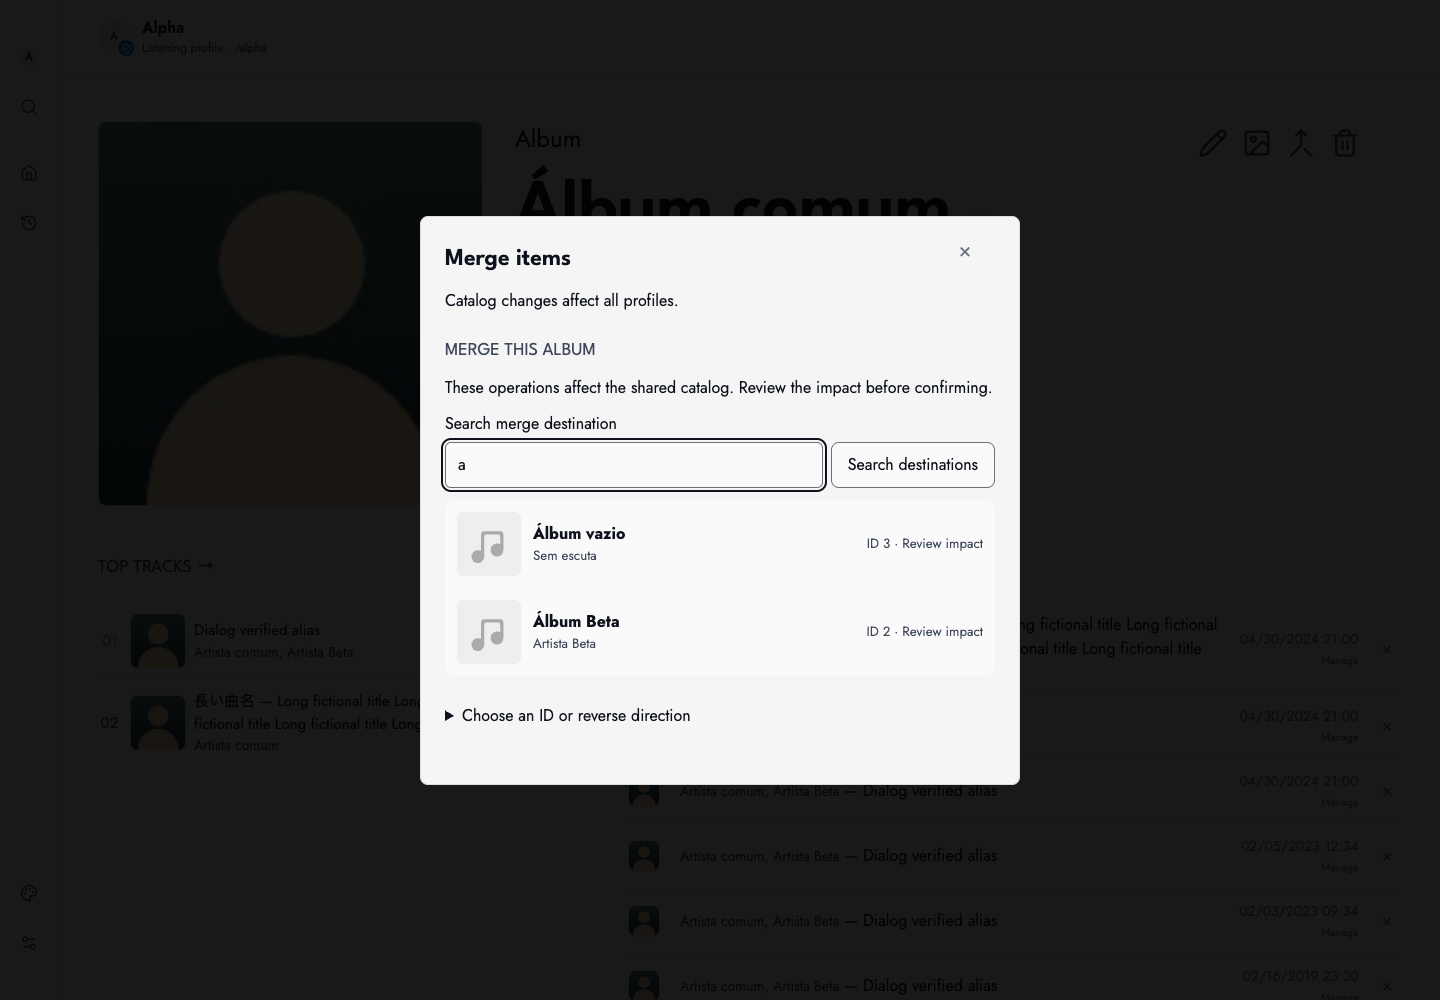 A
Alpha
Listening profile · /alpha
A
Album
Álbum comum
Merge items
×
Catalog changes affect all profiles.
MERGE THIS ALBUM
These operations affect the shared catalog. Review the impact before confirming.
Search merge destination
a
Search destinations
Álbum vazio
Sem escuta
ID 3 · Review impact
Álbum Beta
Artista Beta
ID 2 · Review impact
▶ Choose an ID or reverse direction
TOP TRACKS →
01
Dialog verified alias
Artista comum, Artista Beta
02
長い曲名 — Long fictional title Long
fictional title Long fictional title Long
Artista comum
fictional title Long fictional
title Long fictional title
04/30/2024 21:00
Manage
×
04/30/2024 21:00
Manage
×
Artista comum, Artista Beta — Dialog verified alias
04/30/2024 21:00
Manage
×
Artista comum, Artista Beta — Dialog verified alias
02/05/2023 12:34
Manage
×
Artista comum, Artista Beta — Dialog verified alias
02/03/2023 09:34
Manage
×
Artista comum, Artista Beta — Dialog verified alias
02/16/2019 23:30
Manage
×